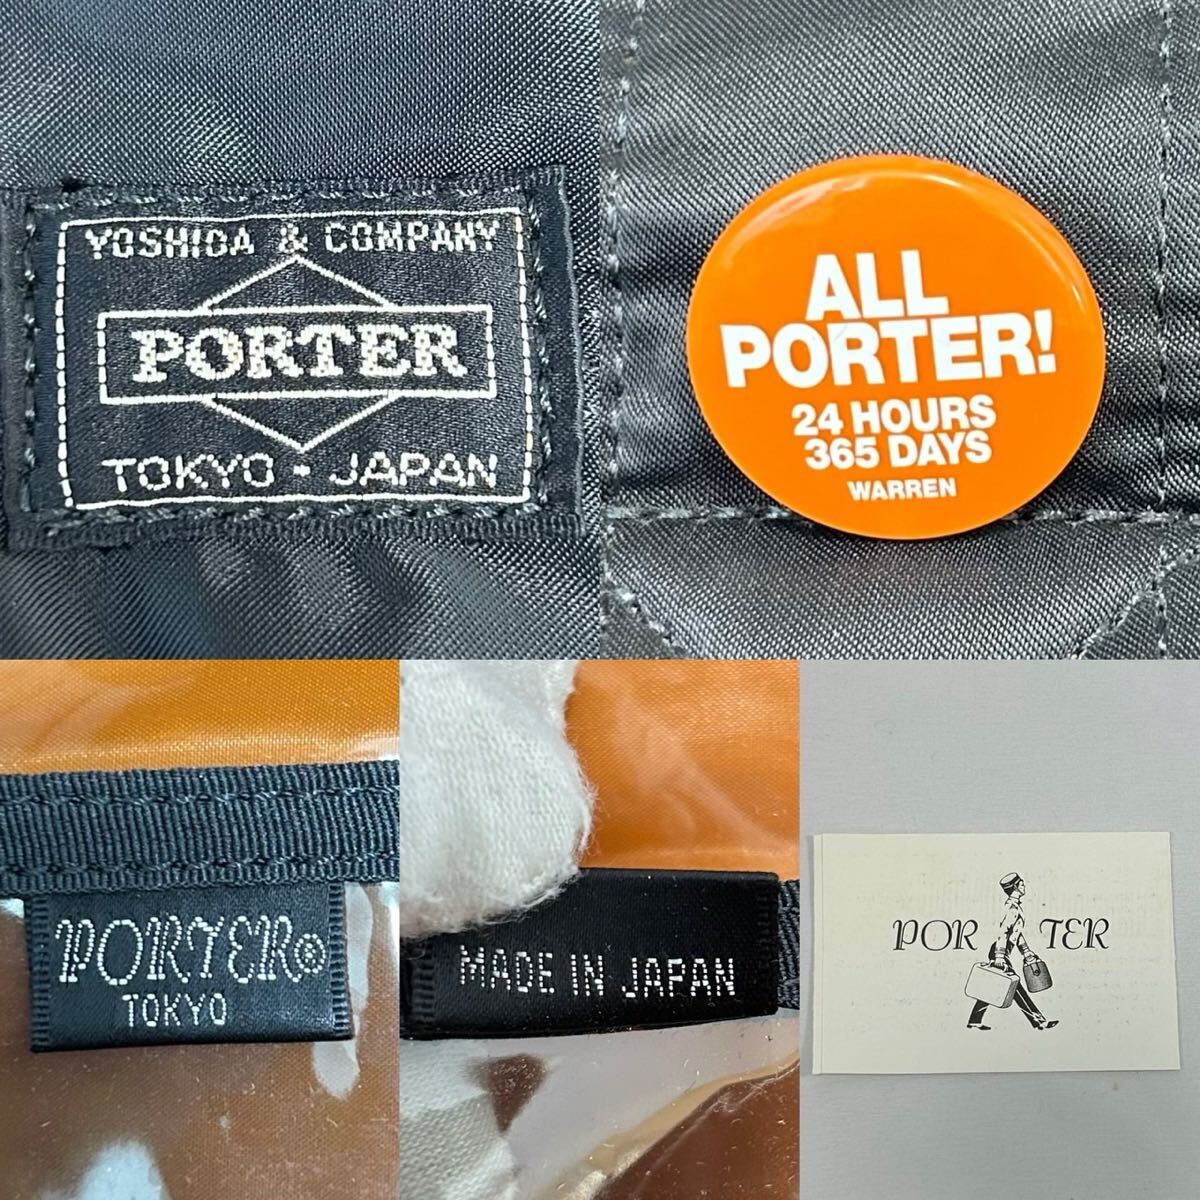 YOSHIDA & COMPANY
PORTER
TOKYO・JAPAN
ALL
PORTER!
24 HOURS
365 DAYS
WARREN
PORTER®
TOKYO
MADE IN JAPAN
POR TER